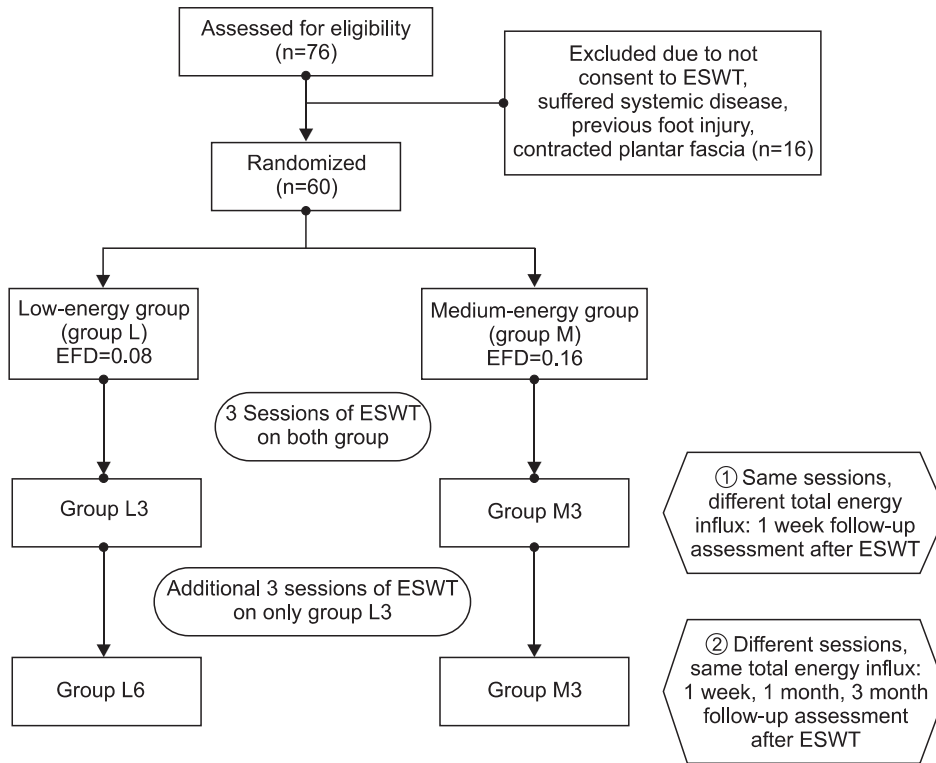 Assessed for eligibility
(n=76)
Excluded due to not
consent to ESWT,
suffered systemic disease,
previous foot injury,
contracted plantar fascia (n=16)
Randomized
(n=60)
Low-energy group
(group L)
EFD=0.08
Medium-energy group
(group M)
EFD=0.16
3 Sessions of ESWT
on both group
Group L3
Group M3
① Same sessions,
different total energy
influx: 1 week follow-up
assessment after ESWT
Additional 3 sessions of ESWT
on only group L3
Group L6
Group M3
② Different sessions,
same total energy influx:
1 week, 1 month, 3 month
follow-up assessment
after ESWT